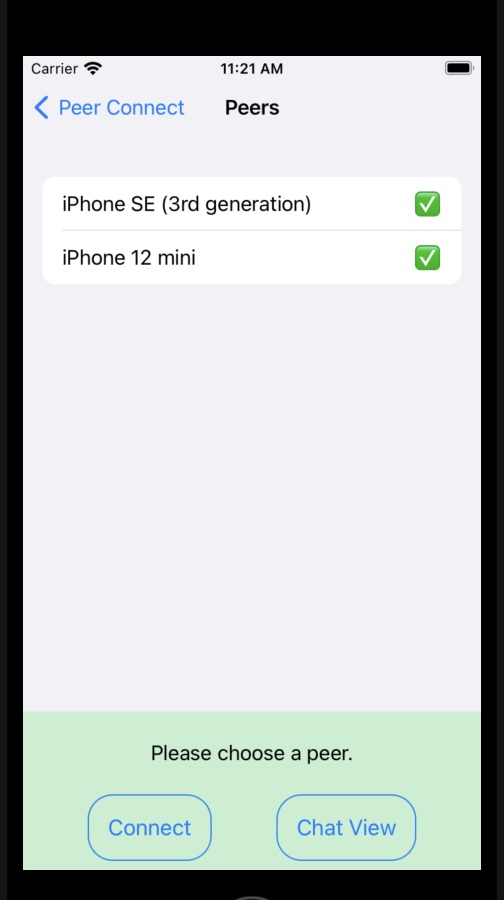 Carrier 11:21 AM
Peer Connect Peers
iPhone SE (3rd generation) ✅
iPhone 12 mini ✅
Please choose a peer.
Connect Chat View